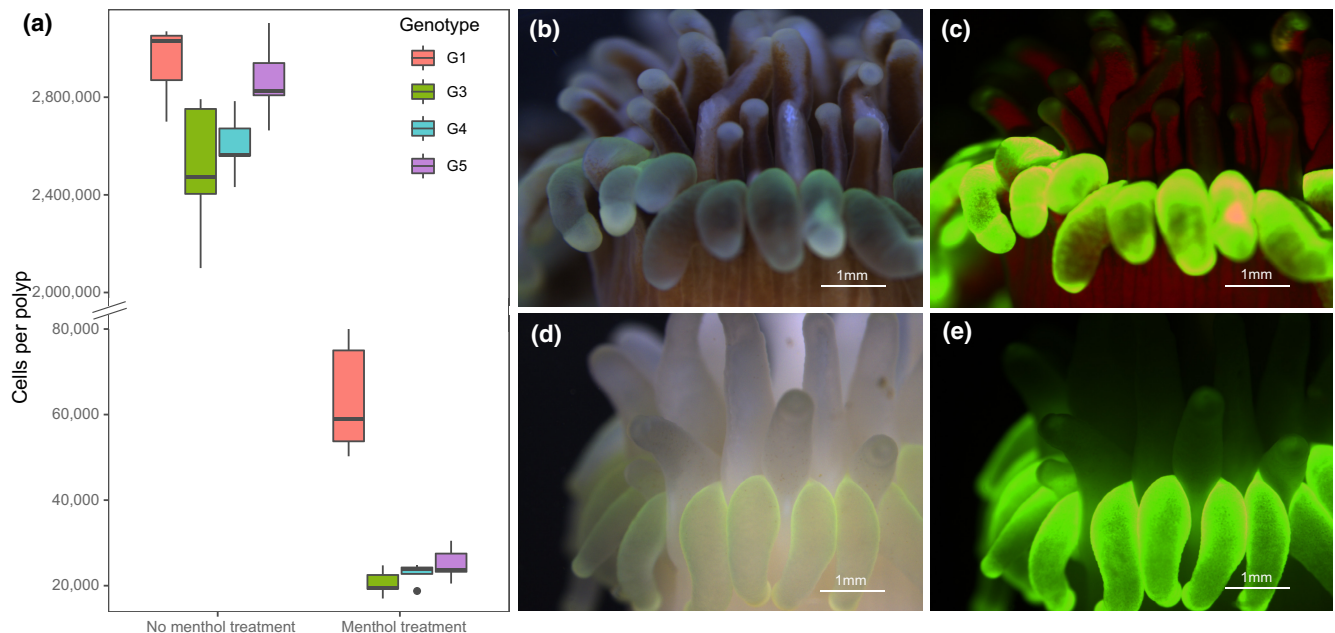 (a)
Genotype
G1
G3
G4
G5
Cells per polyp
2,800,000
2,400,000
2,000,000
80,000
60,000
40,000
20,000
No menthol treatment
Menthol treatment
(b)
1mm
(c)
1mm
(d)
1mm
(e)
1mm